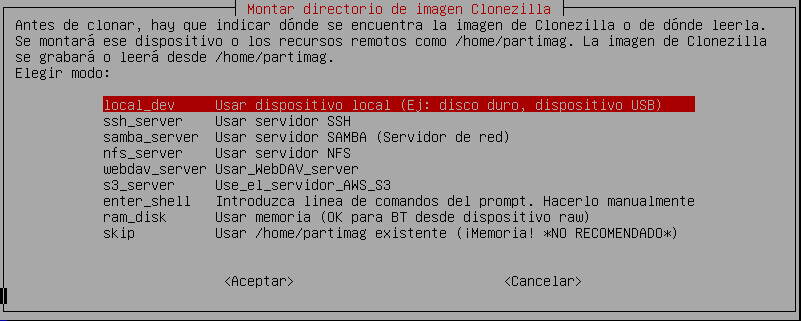 Montar directorio de imagen Clonezilla
Antes de clonar, hay que indicar dónde se encuentra la imagen de Clonezilla o de dónde leerla.
Se montará ese dispositivo o los recursos remotos como /home/partimag. La imagen de Clonezilla
se grabará o leerá desde /home/partimag.
Elegir modo:
local_dev Usar dispositivo local (Ej: disco duro, dispositivo USB)
ssh_server Usar servidor SSH
samba_server Usar servidor SAMBA (Servidor de red)
nfs_server Usar servidor NFS
webdav_server Usar_WebDAV_server
s3_server Use_el_servidor_AWS_S3
enter_shell Introduzca linea de comandos del prompt. Hacerlo manualmente
ram_disk Usar memoria (OK para BT desde dispositivo raw)
skip Usar /home/partimag existente (¡Memoria! *NO RECOMENDADO*)
<Aceptar> <Cancelar>